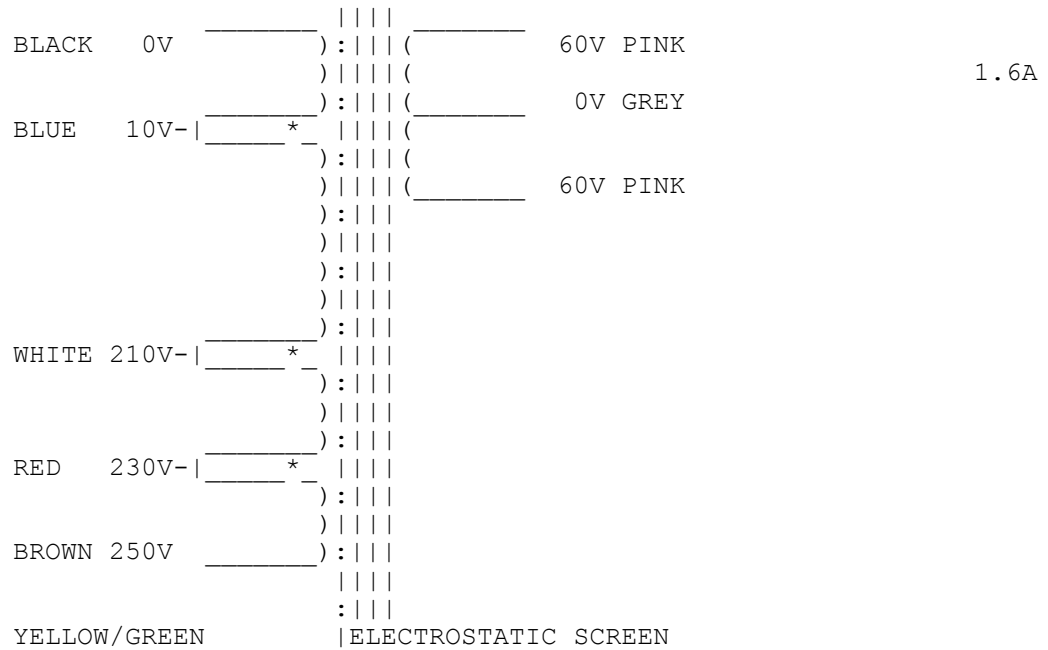 BLACK 0V 60V PINK
1.6A
0V GREY
BLUE 10V
60V PINK
WHITE 210V
RED 230V
BROWN 250V
YELLOW/GREEN ELECTROSTATIC SCREEN